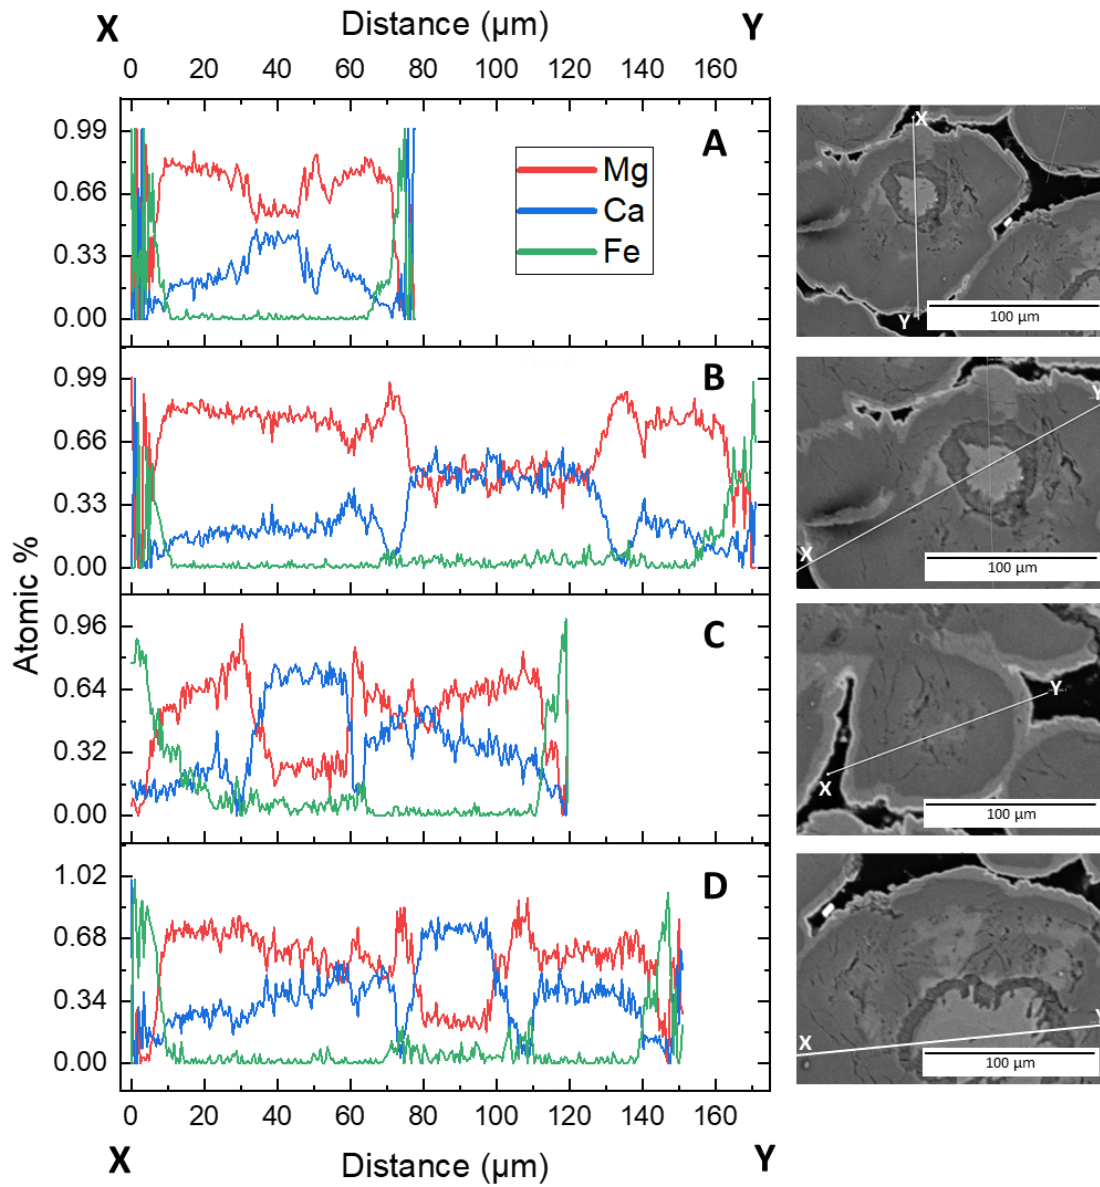 X Distance (µm) Y
0 20 40 60 80 100 120 140 160
A
0.99
0.66
0.33
0.00
Mg
Ca
Fe
X
Y
100 µm
B
0.99
0.66
0.33
0.00
Y
X
100 µm
Atomic %
C
0.96
0.64
0.32
0.00
Y
X
100 µm
D
1.02
0.68
0.34
0.00
X
Y
100 µm
0 20 40 60 80 100 120 140 160
X Distance (µm) Y